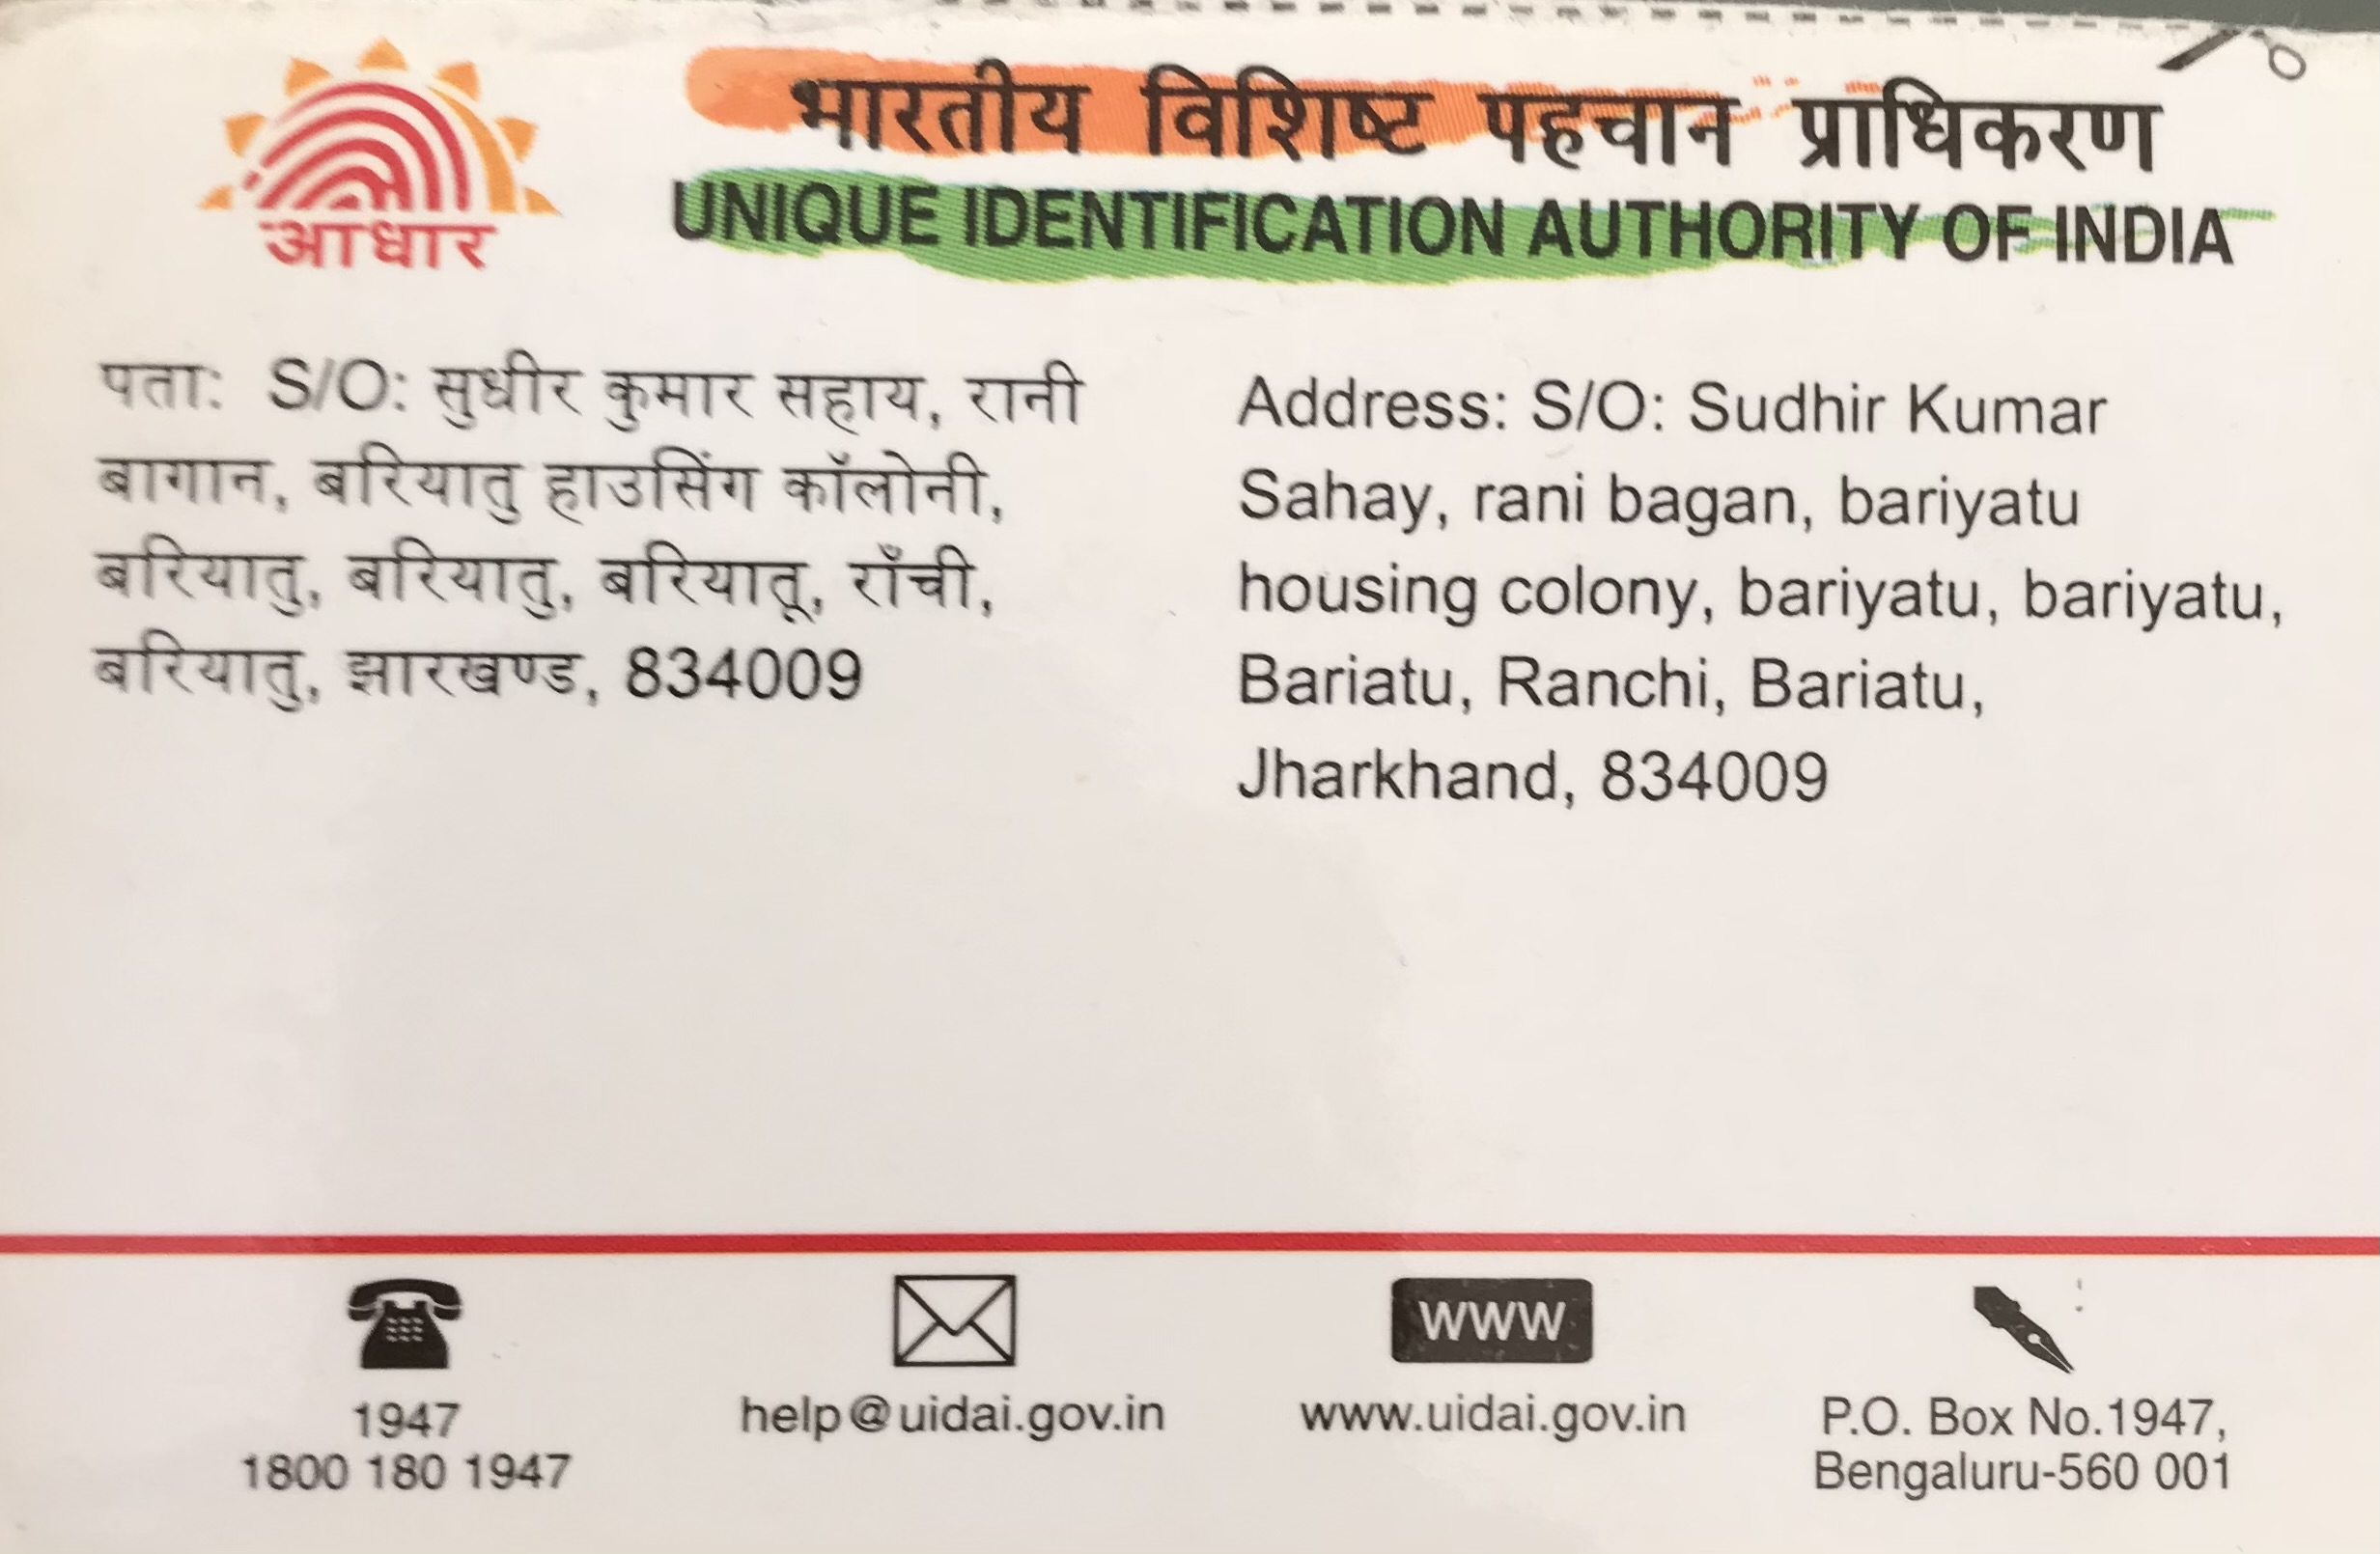 आधार
भारतीय विशिष्ट पहचान प्राधिकरण
UNIQUE IDENTIFICATION AUTHORITY OF INDIA
पता: S/O: सुधीर कुमार सहाय, रानी
बागान, बरियातु हाउसिंग कॉलोनी,
बरियातु, बरियातु, बरियातू, राँची,
बरियातु, झारखण्ड, 834009
Address: S/O: Sudhir Kumar
Sahay, rani bagan, bariyatu
housing colony, bariyatu, bariyatu,
Bariatu, Ranchi, Bariatu,
Jharkhand, 834009
1947
1800 180 1947
help@uidai.gov.in
WWW
www.uidai.gov.in
P.O. Box No.1947,
Bengaluru-560 001